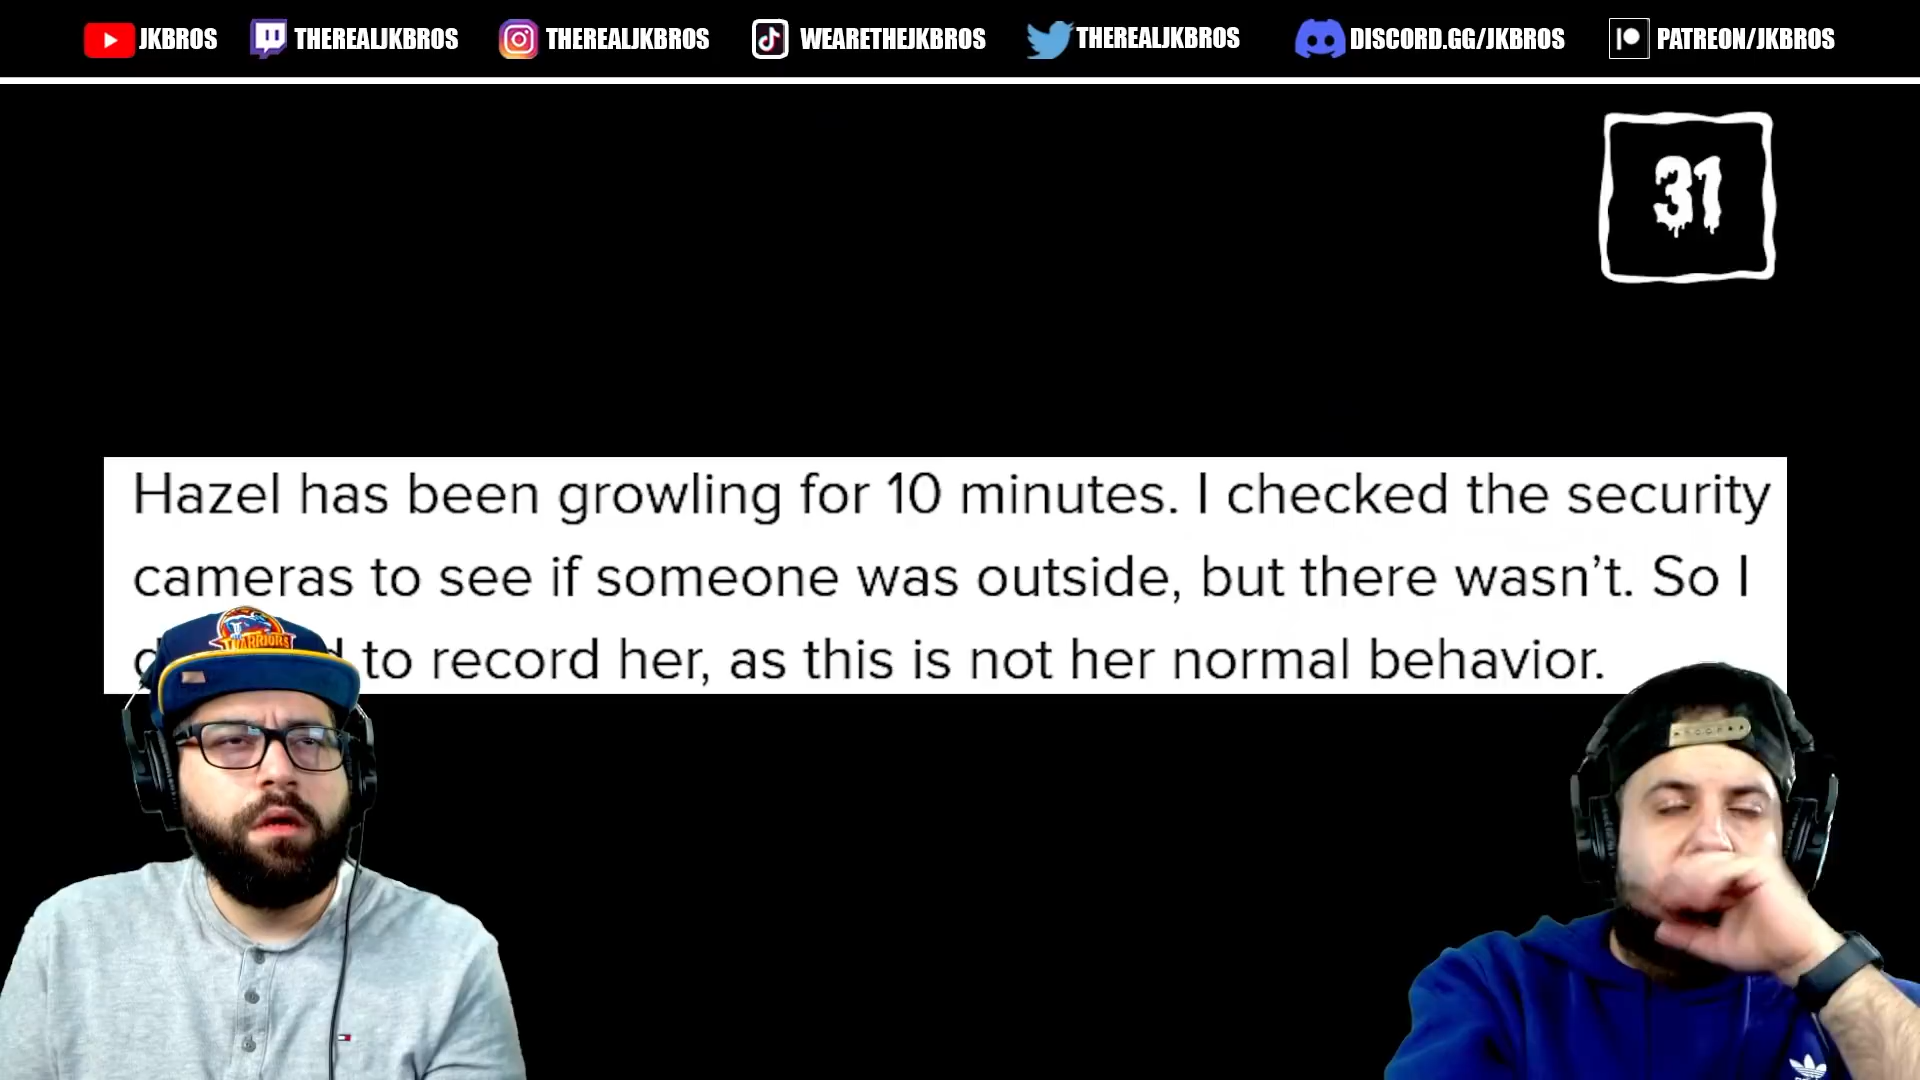 JKBROS THEREALJKBROS THEREALJKBROS WEARETHEJKBROS THEREALJKBROS DISCORD.GG/JKBROS PATREON/JKBROS
31
Hazel has been growling for 10 minutes. I checked the security
cameras to see if someone was outside, but there wasn't. So I
to record her, as this is not her normal behavior.
WARRIORS